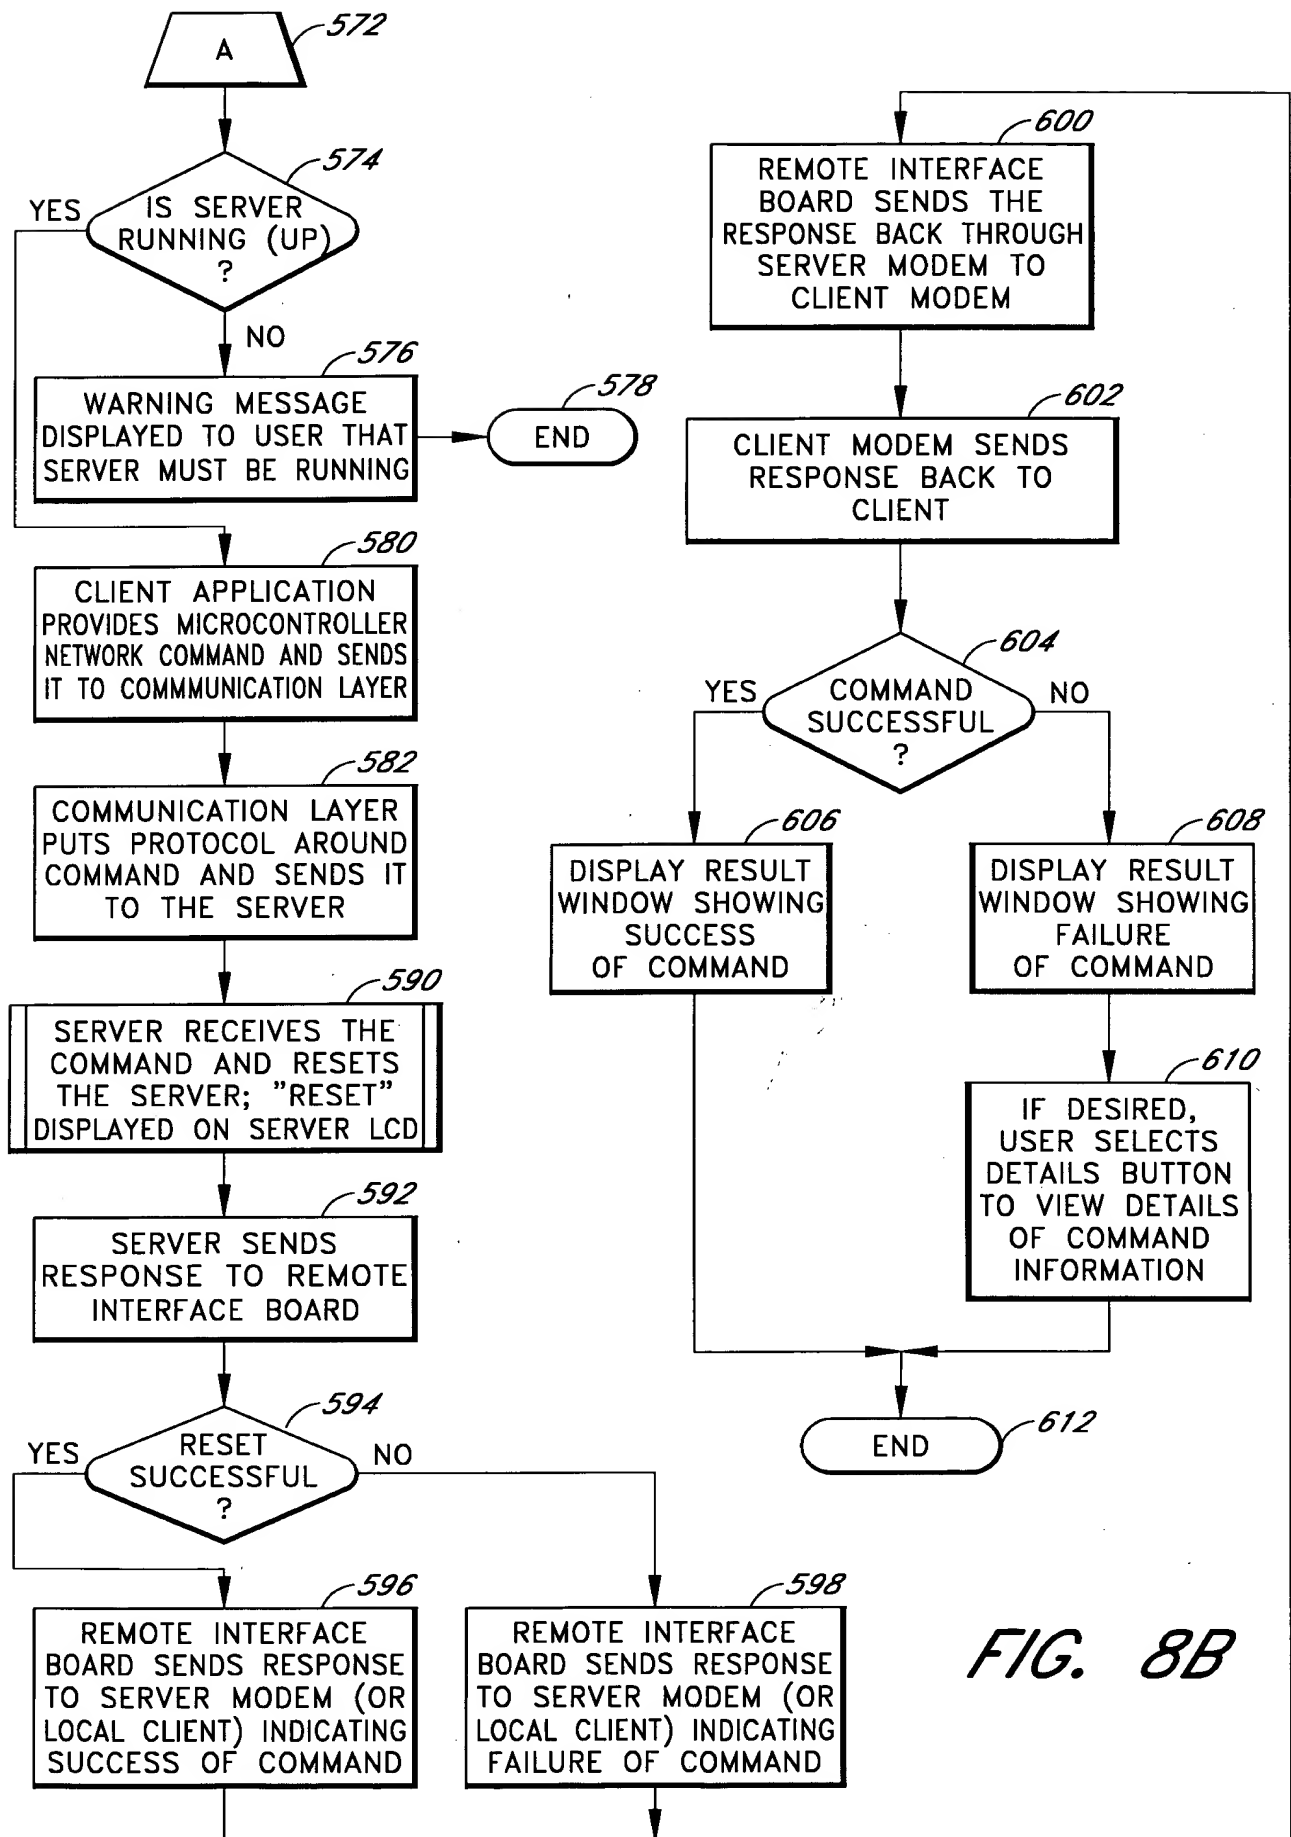 A
572
574
IS SERVER
RUNNING (UP)
?
YES
NO
576
WARNING MESSAGE
DISPLAYED TO USER THAT
SERVER MUST BE RUNNING
578
END
580
CLIENT APPLICATION
PROVIDES MICROCONTROLLER
NETWORK COMMAND AND SENDS
IT TO COMMMUNICATION LAYER
582
COMMUNICATION LAYER
PUTS PROTOCOL AROUND
COMMAND AND SENDS IT
TO THE SERVER
590
SERVER RECEIVES THE
COMMAND AND RESETS
THE SERVER; "RESET"
DISPLAYED ON SERVER LCD
592
SERVER SENDS
RESPONSE TO REMOTE
INTERFACE BOARD
594
RESET
SUCCESSFUL
?
YES
NO
596
REMOTE INTERFACE
BOARD SENDS RESPONSE
TO SERVER MODEM (OR
LOCAL CLIENT) INDICATING
SUCCESS OF COMMAND
598
REMOTE INTERFACE
BOARD SENDS RESPONSE
TO SERVER MODEM (OR
LOCAL CLIENT) INDICATING
FAILURE OF COMMAND
600
REMOTE INTERFACE
BOARD SENDS THE
RESPONSE BACK THROUGH
SERVER MODEM TO
CLIENT MODEM
602
CLIENT MODEM SENDS
RESPONSE BACK TO
CLIENT
604
COMMAND
SUCCESSFUL
?
YES
NO
606
DISPLAY RESULT
WINDOW SHOWING
SUCCESS
OF COMMAND
608
DISPLAY RESULT
WINDOW SHOWING
FAILURE
OF COMMAND
610
IF DESIRED,
USER SELECTS
DETAILS BUTTON
TO VIEW DETAILS
OF COMMAND
INFORMATION
END
612
FIG. 8B